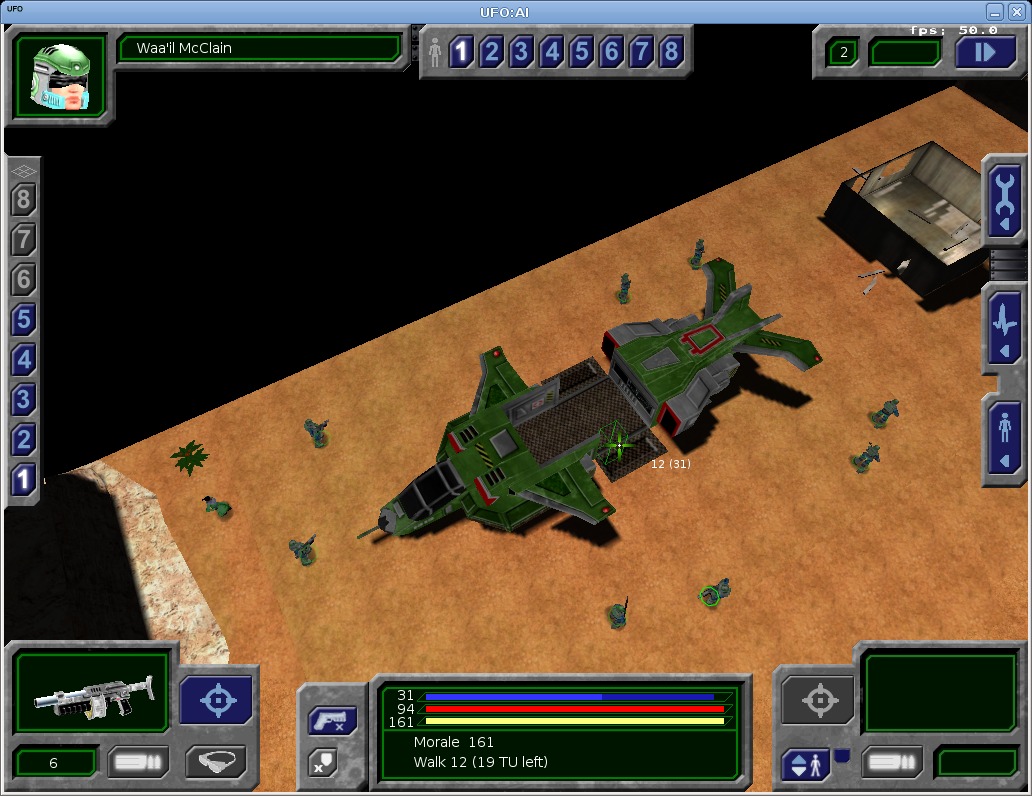 UFO
UFO:AI
fps: 50.0
Waa'il McClain
1 2 3 4 5 6 7 8
2
8
7
6
5
4
3
2
1
12 (31)
31
94
161
Morale 161
Walk 12 (19 TU left)
6
x
x